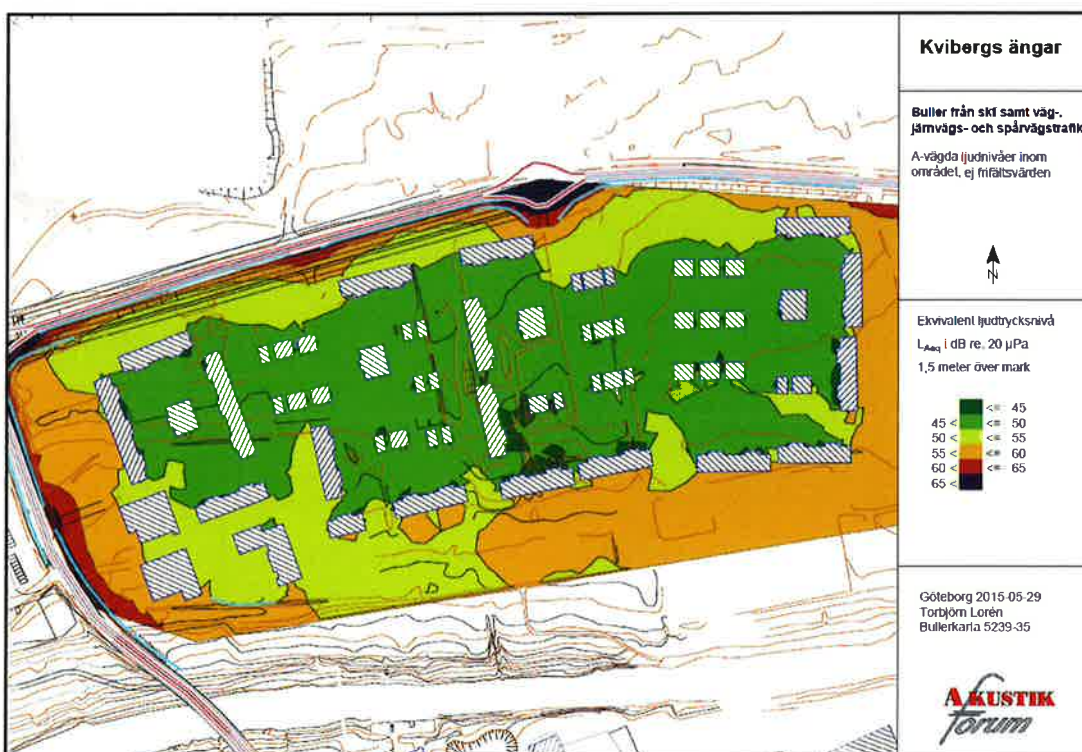 Kvibergs ängar
Buller från ski samt väg-,
järnvägs- och spårvägstrafik
A-vägda ljudnivåer inom
området, ej frifältsvärden
N
Ekvivalent ljudtrycksnivå
LAeq i dB re. 20 µPa
1,5 meter över mark
<= 45
45 < <= 50
50 < <= 55
55 < <= 60
60 < <= 65
65 <
Göteborg 2015-05-29
Torbjörn Lorén
Bullerkarta 5239-35
AKUSTIK
forum